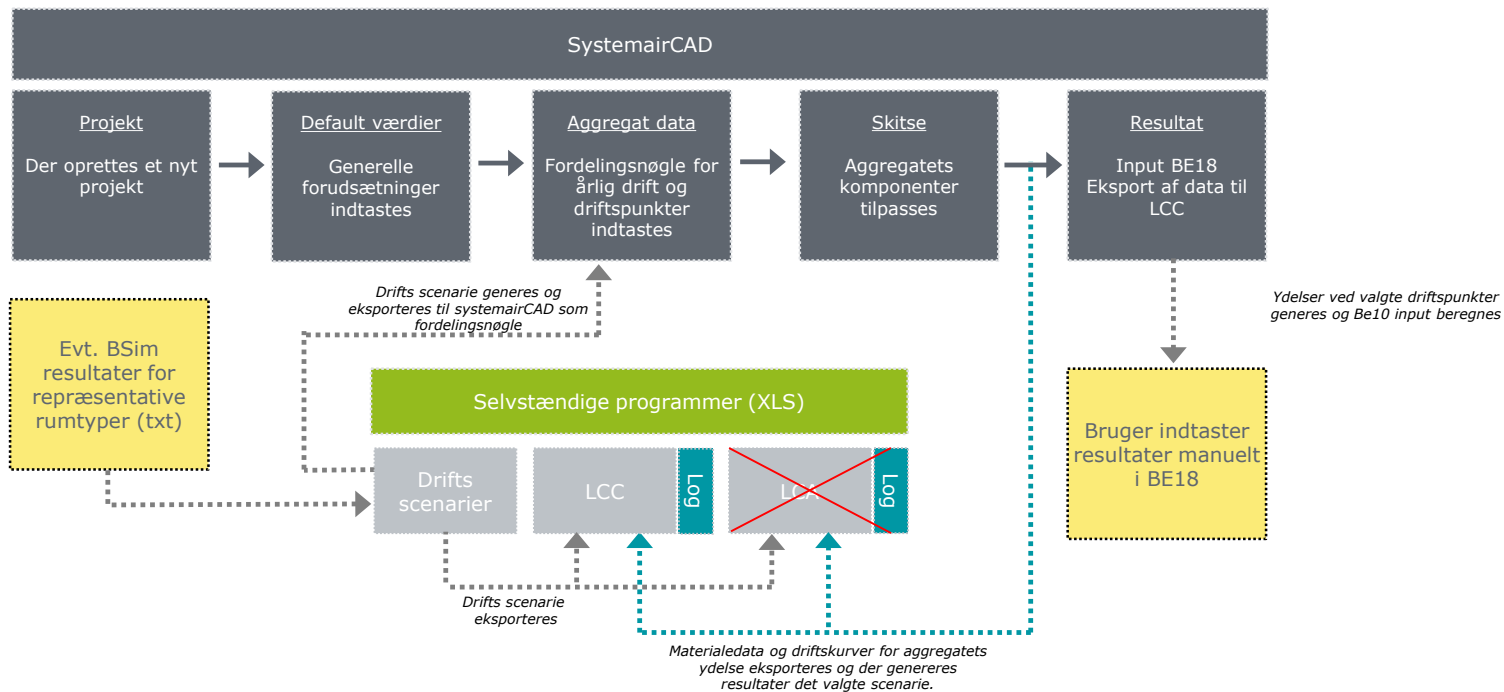 SystemairCAD
Projekt
Der oprettes et nyt
projekt
Default værdier
Generelle
forudsætninger
indtastes
Aggregat data
Fordelingsnøgle for
årlig drift og
driftspunkter
indtastes
Skitse
Aggregatets
komponenter
tilpasses
Resultat
Input BE18
Eksport af data til
LCC
Drifts scenarie generes og
eksporteres til systemairCAD som
fordelingsnøgle
Ydelser ved valgte driftspunkter
generes og Be10 input beregnes
Evt. BSim
resultater for
repræsentative
rumtyper (txt)
Selvstændige programmer (XLS)
Drifts
scenarier
LCC
Log
LCA
Log
Bruger indtaster
resultater manuelt
i BE18
Drifts scenarie
eksporteres
Materialedata og driftskurver for aggregatets
ydelse eksporteres og der genereres
resultater det valgte scenarie.